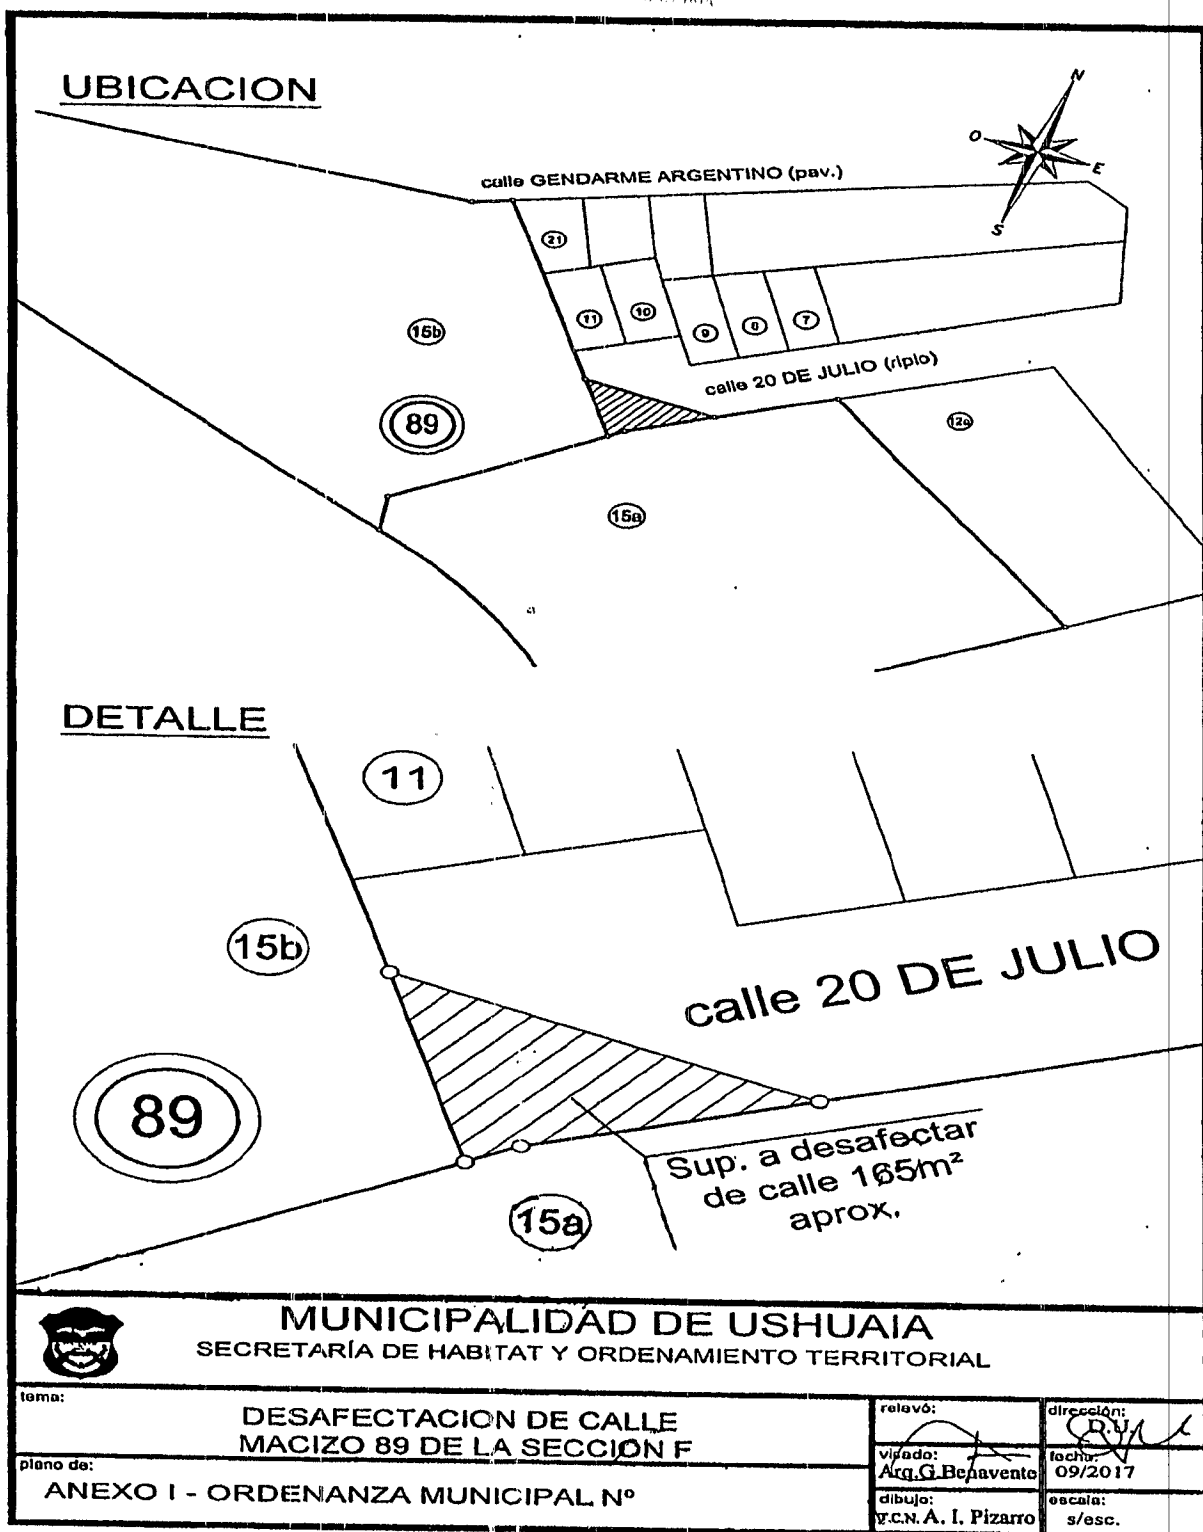 UBICACION
N
O
E
S
calle GENDARME ARGENTINO (pav.)
21
15b
11
10
9
8
7
calle 20 DE JULIO (ripio)
89
12a
15a
DETALLE
11
15b
calle 20 DE JULIO
89
Sup. a desafectar
de calle 165m²
aprox.
15a
MUNICIPALIDAD DE USHUAIA
SECRETARÍA DE HABITAT Y ORDENAMIENTO TERRITORIAL
tema:
DESAFECTACION DE CALLE
MACIZO 89 DE LA SECCION F
plano de:
ANEXO I - ORDENANZA MUNICIPAL Nº
relevó:
dirección:
D.U.
visado:
Arq. G. Benavente
fecha:
09/2017
dibujo:
T.C.N. A. I. Pizarro
escala:
s/esc.